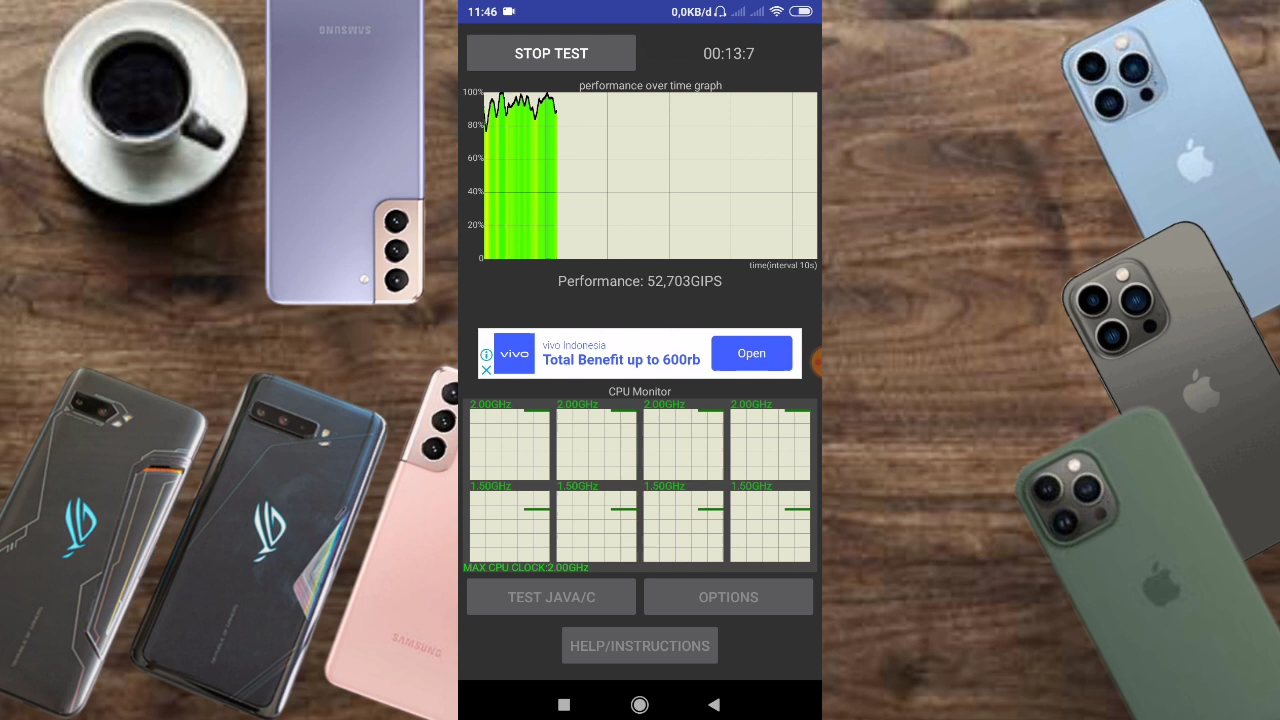 SAMSUNG
11:46
0,0KB/d
STOP TEST
00:13:7
performance over time graph
100%
80%
60%
40%
20%
0
time(interval 10s)
Performance: 52,703GIPS
vivo
vivo Indonesia
Total Benefit up to 600rb
Open
CPU Monitor
2.00GHz 2.00GHz 2.00GHz 2.00GHz
1.50GHz 1.50GHz 1.50GHz 1.50GHz
MAX CPU CLOCK:2.00GHz
TEST JAVA/C
OPTIONS
HELP/INSTRUCTIONS
SAMSUNG